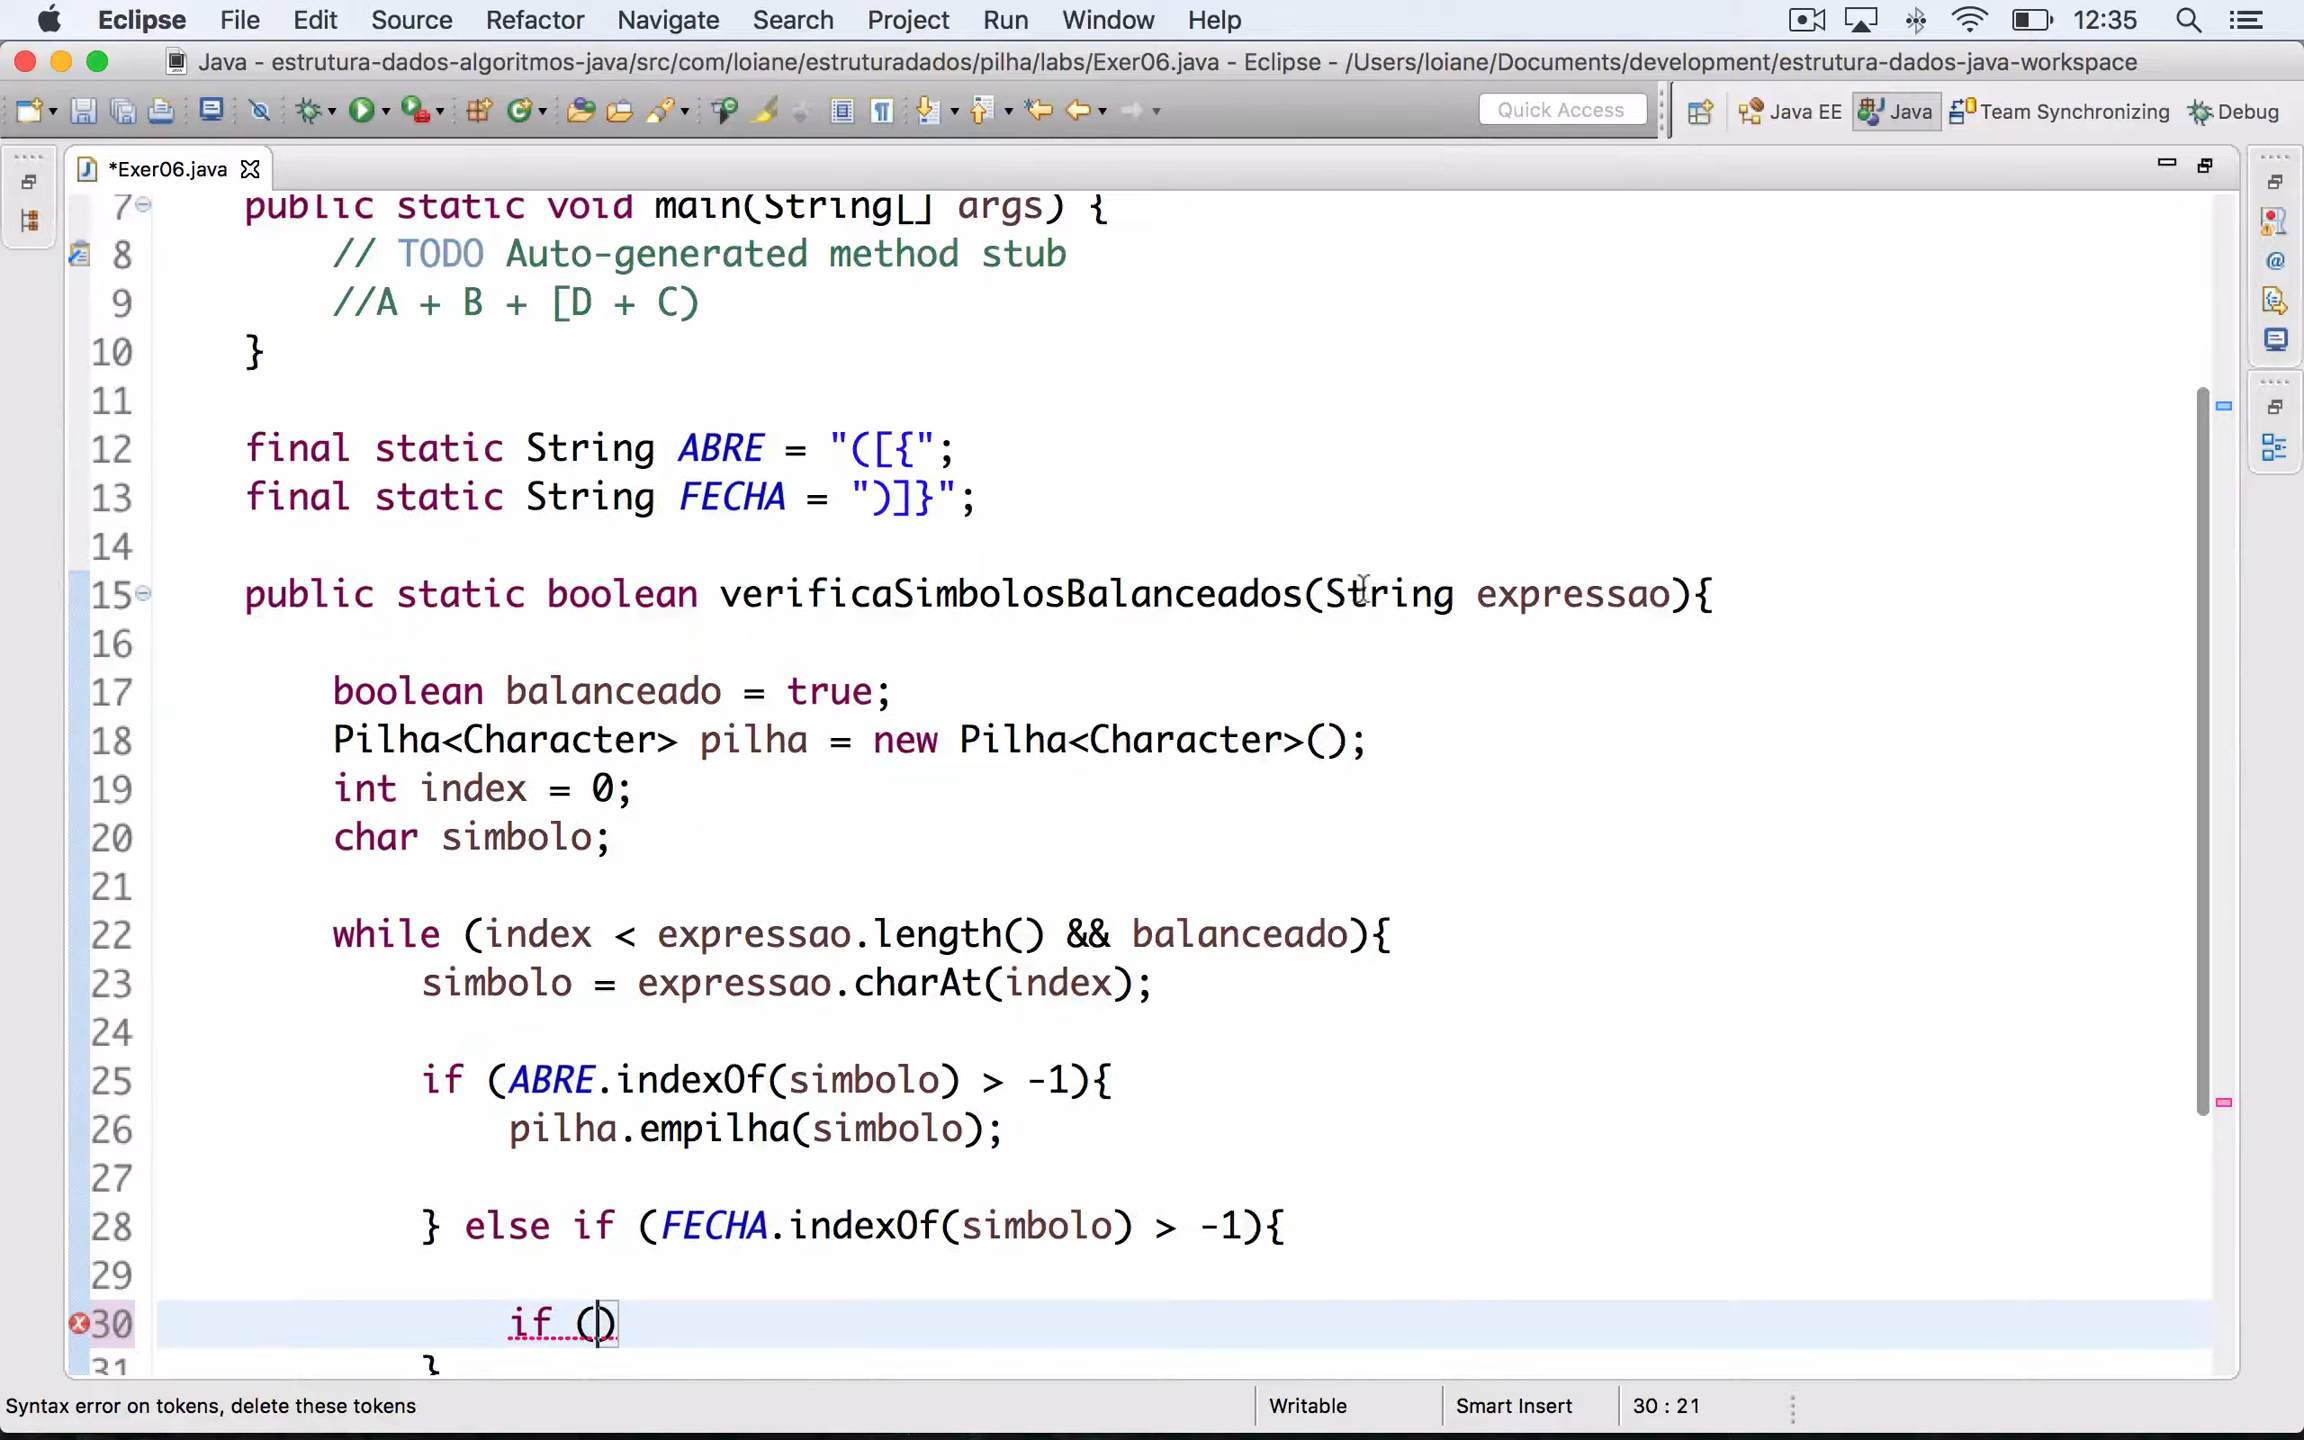 Eclipse File Edit Source Refactor Navigate Search Project Run Window Help 12:35
Java - estrutura-dados-algoritmos-java/src/com/loiane/estruturadados/pilha/labs/Exer06.java - Eclipse - /Users/loiane/Documents/development/estrutura-dados-java-workspace
Quick Access Java EE Java Team Synchronizing Debug
*Exer06.java
7 public static void main(String[] args) {
8 // TODO Auto-generated method stub
9 //A + B + [D + C)
10 }
11
12 final static String ABRE = "([{";
13 final static String FECHA = ")]}";
14
15 public static boolean verificaSimbolosBalanceados(String expressao){
16
17 boolean balanceado = true;
18 Pilha<Character> pilha = new Pilha<Character>();
19 int index = 0;
20 char simbolo;
21
22 while (index < expressao.length() && balanceado){
23 simbolo = expressao.charAt(index);
24
25 if (ABRE.indexOf(simbolo) > -1){
26 pilha.empilha(simbolo);
27
28 } else if (FECHA.indexOf(simbolo) > -1){
29
30 if ()
31 }
Syntax error on tokens, delete these tokens Writable Smart Insert 30 : 21